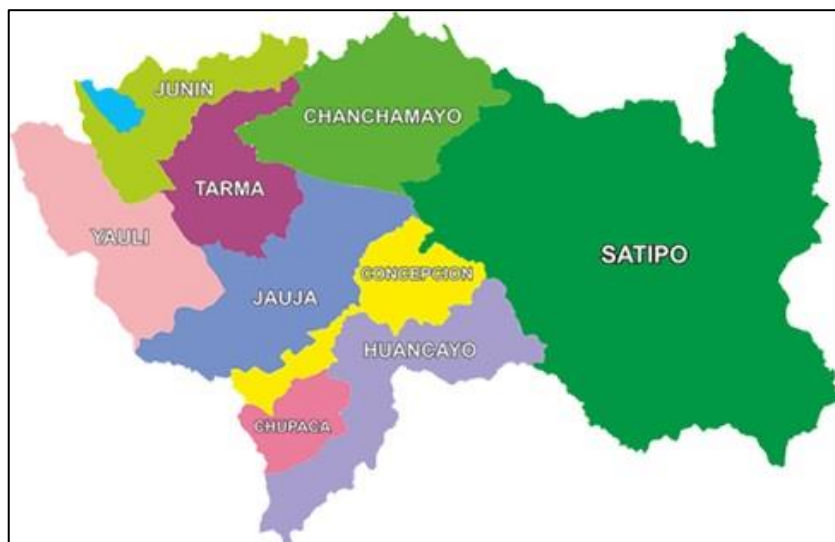 JUNIN
CHANCHAMAYO
TARMA
YAULI
SATIPO
CONCEPCION
JAUJA
HUANCAYO
CHUPACA